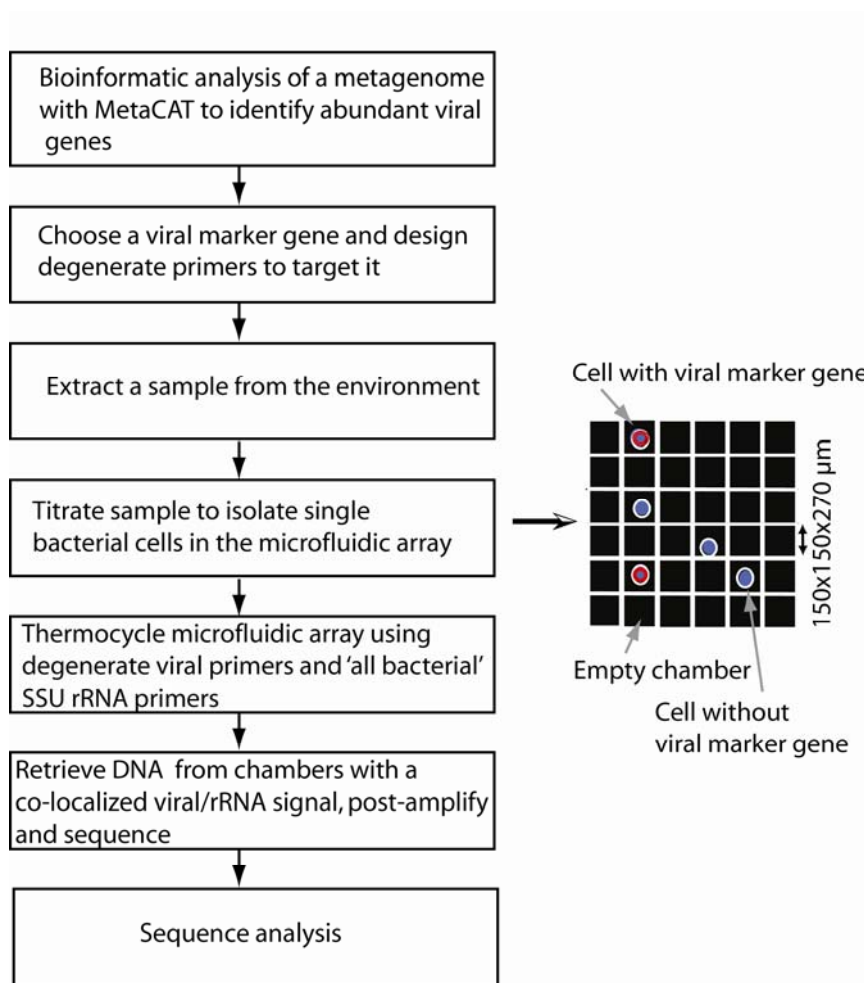 Bioinformatic analysis of a metagenome
with MetaCAT to identify abundant viral
genes
Choose a viral marker gene and design
degenerate primers to target it
Extract a sample from the environment
Titrate sample to isolate single
bacterial cells in the microfluidic array
Thermocycle microfluidic array using
degenerate viral primers and ‘all bacterial’
SSU rRNA primers
Retrieve DNA from chambers with a
co-localized viral/rRNA signal, post-amplify
and sequence
Sequence analysis
Cell with viral marker gene
150x150x270 µm
Empty chamber
Cell without
viral marker gene